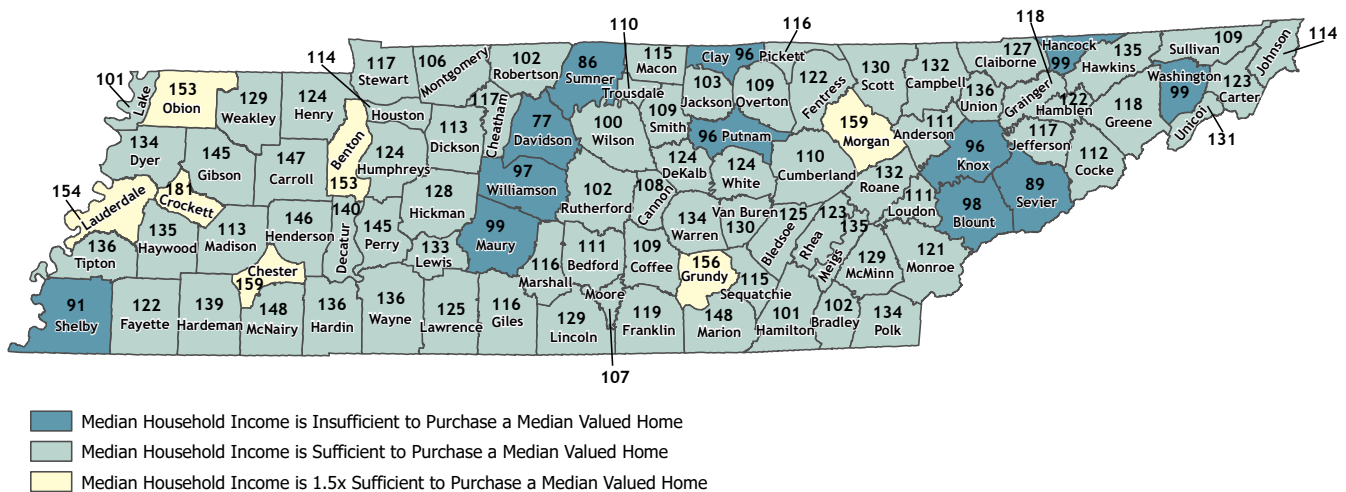 110
116
118
114
101
114
117
Stewart
106
Montgomery
102
Robertson
86
Sumner
115
Macon
Clay 96
Pickett
127
Claiborne
Hancock
99
135
Hawkins
Sullivan
109
Johnson
Lake
153
Obion
129
Weakley
124
Henry
Houston
117
Cheatham
Trousdale
103
Jackson
109
Overton
122
Fentress
130
Scott
132
Campbell
136
Union
Grainger
122
Hamblen
118
Greene
Washington
99
123
Carter
Unicoi
131
134
Dyer
145
Gibson
147
Carroll
Benton
153
124
Humphreys
113
Dickson
77
Davidson
100
Wilson
109
Smith
96 Putnam
159
Morgan
111
Anderson
96
Knox
117
Jefferson
112
Cocke
154
Lauderdale
181
Crockett
128
Hickman
97
Williamson
102
Rutherford
108
Cannon
124
DeKalb
124
White
110
Cumberland
132
Roane
111
Loudon
98
Blount
89
Sevier
136
Tipton
135
Haywood
113
Madison
146
Henderson
140
Decatur
145
Perry
133
Lewis
99
Maury
134
Warren
Van Buren
130
125
Bledsoe
123
Rhea
135
Meigs
129
McMinn
121
Monroe
Chester
159
116
Marshall
111
Bedford
109
Coffee
156
Grundy
115
Sequatchie
91
Shelby
122
Fayette
139
Hardeman
148
McNairy
136
Hardin
136
Wayne
125
Lawrence
116
Giles
129
Lincoln
Moore
107
119
Franklin
148
Marion
101
Hamilton
102
Bradley
134
Polk
Median Household Income is Insufficient to Purchase a Median Valued Home
Median Household Income is Sufficient to Purchase a Median Valued Home
Median Household Income is 1.5x Sufficient to Purchase a Median Valued Home